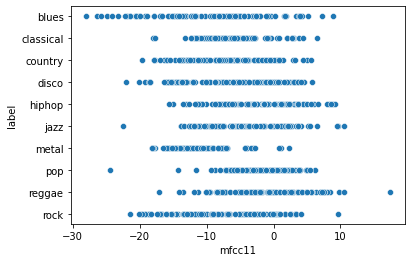 blues
classical
country
disco
hiphop
jazz
metal
pop
reggae
rock
label
−30 −20 −10 0 10
mfcc11